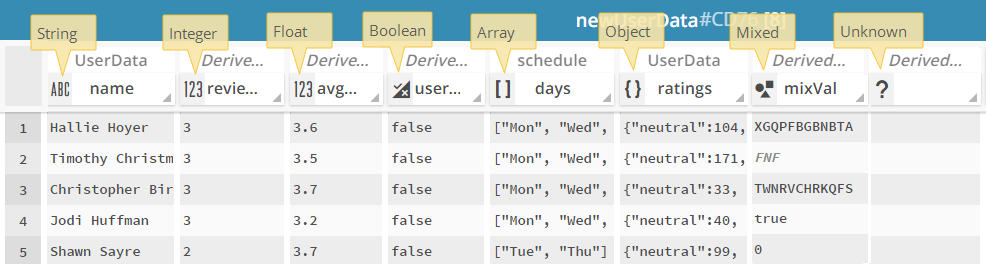 newUserData#CD76 [8]
String Integer Float Boolean Array Object Mixed Unknown
UserData Derive... Derive... Derive... schedule UserData Derived... Derived...
ABC name 123 revie... 123 avg... user... [ ] days { } ratings mixVal ?
1 Hallie Hoyer 3 3.6 false ["Mon", "Wed", {"neutral":104, XGQPFBGBNBTA
2 Timothy Christm 3 3.5 false ["Mon", "Wed", {"neutral":171, FNF
3 Christopher Bir 3 3.7 false ["Mon", "Wed", {"neutral":33, TWNRVCHRKQFS
4 Jodi Huffman 3 3.2 false ["Mon", "Wed", {"neutral":40, true
5 Shawn Sayre 2 3.7 false ["Tue", "Thu"] {"neutral":99, 0